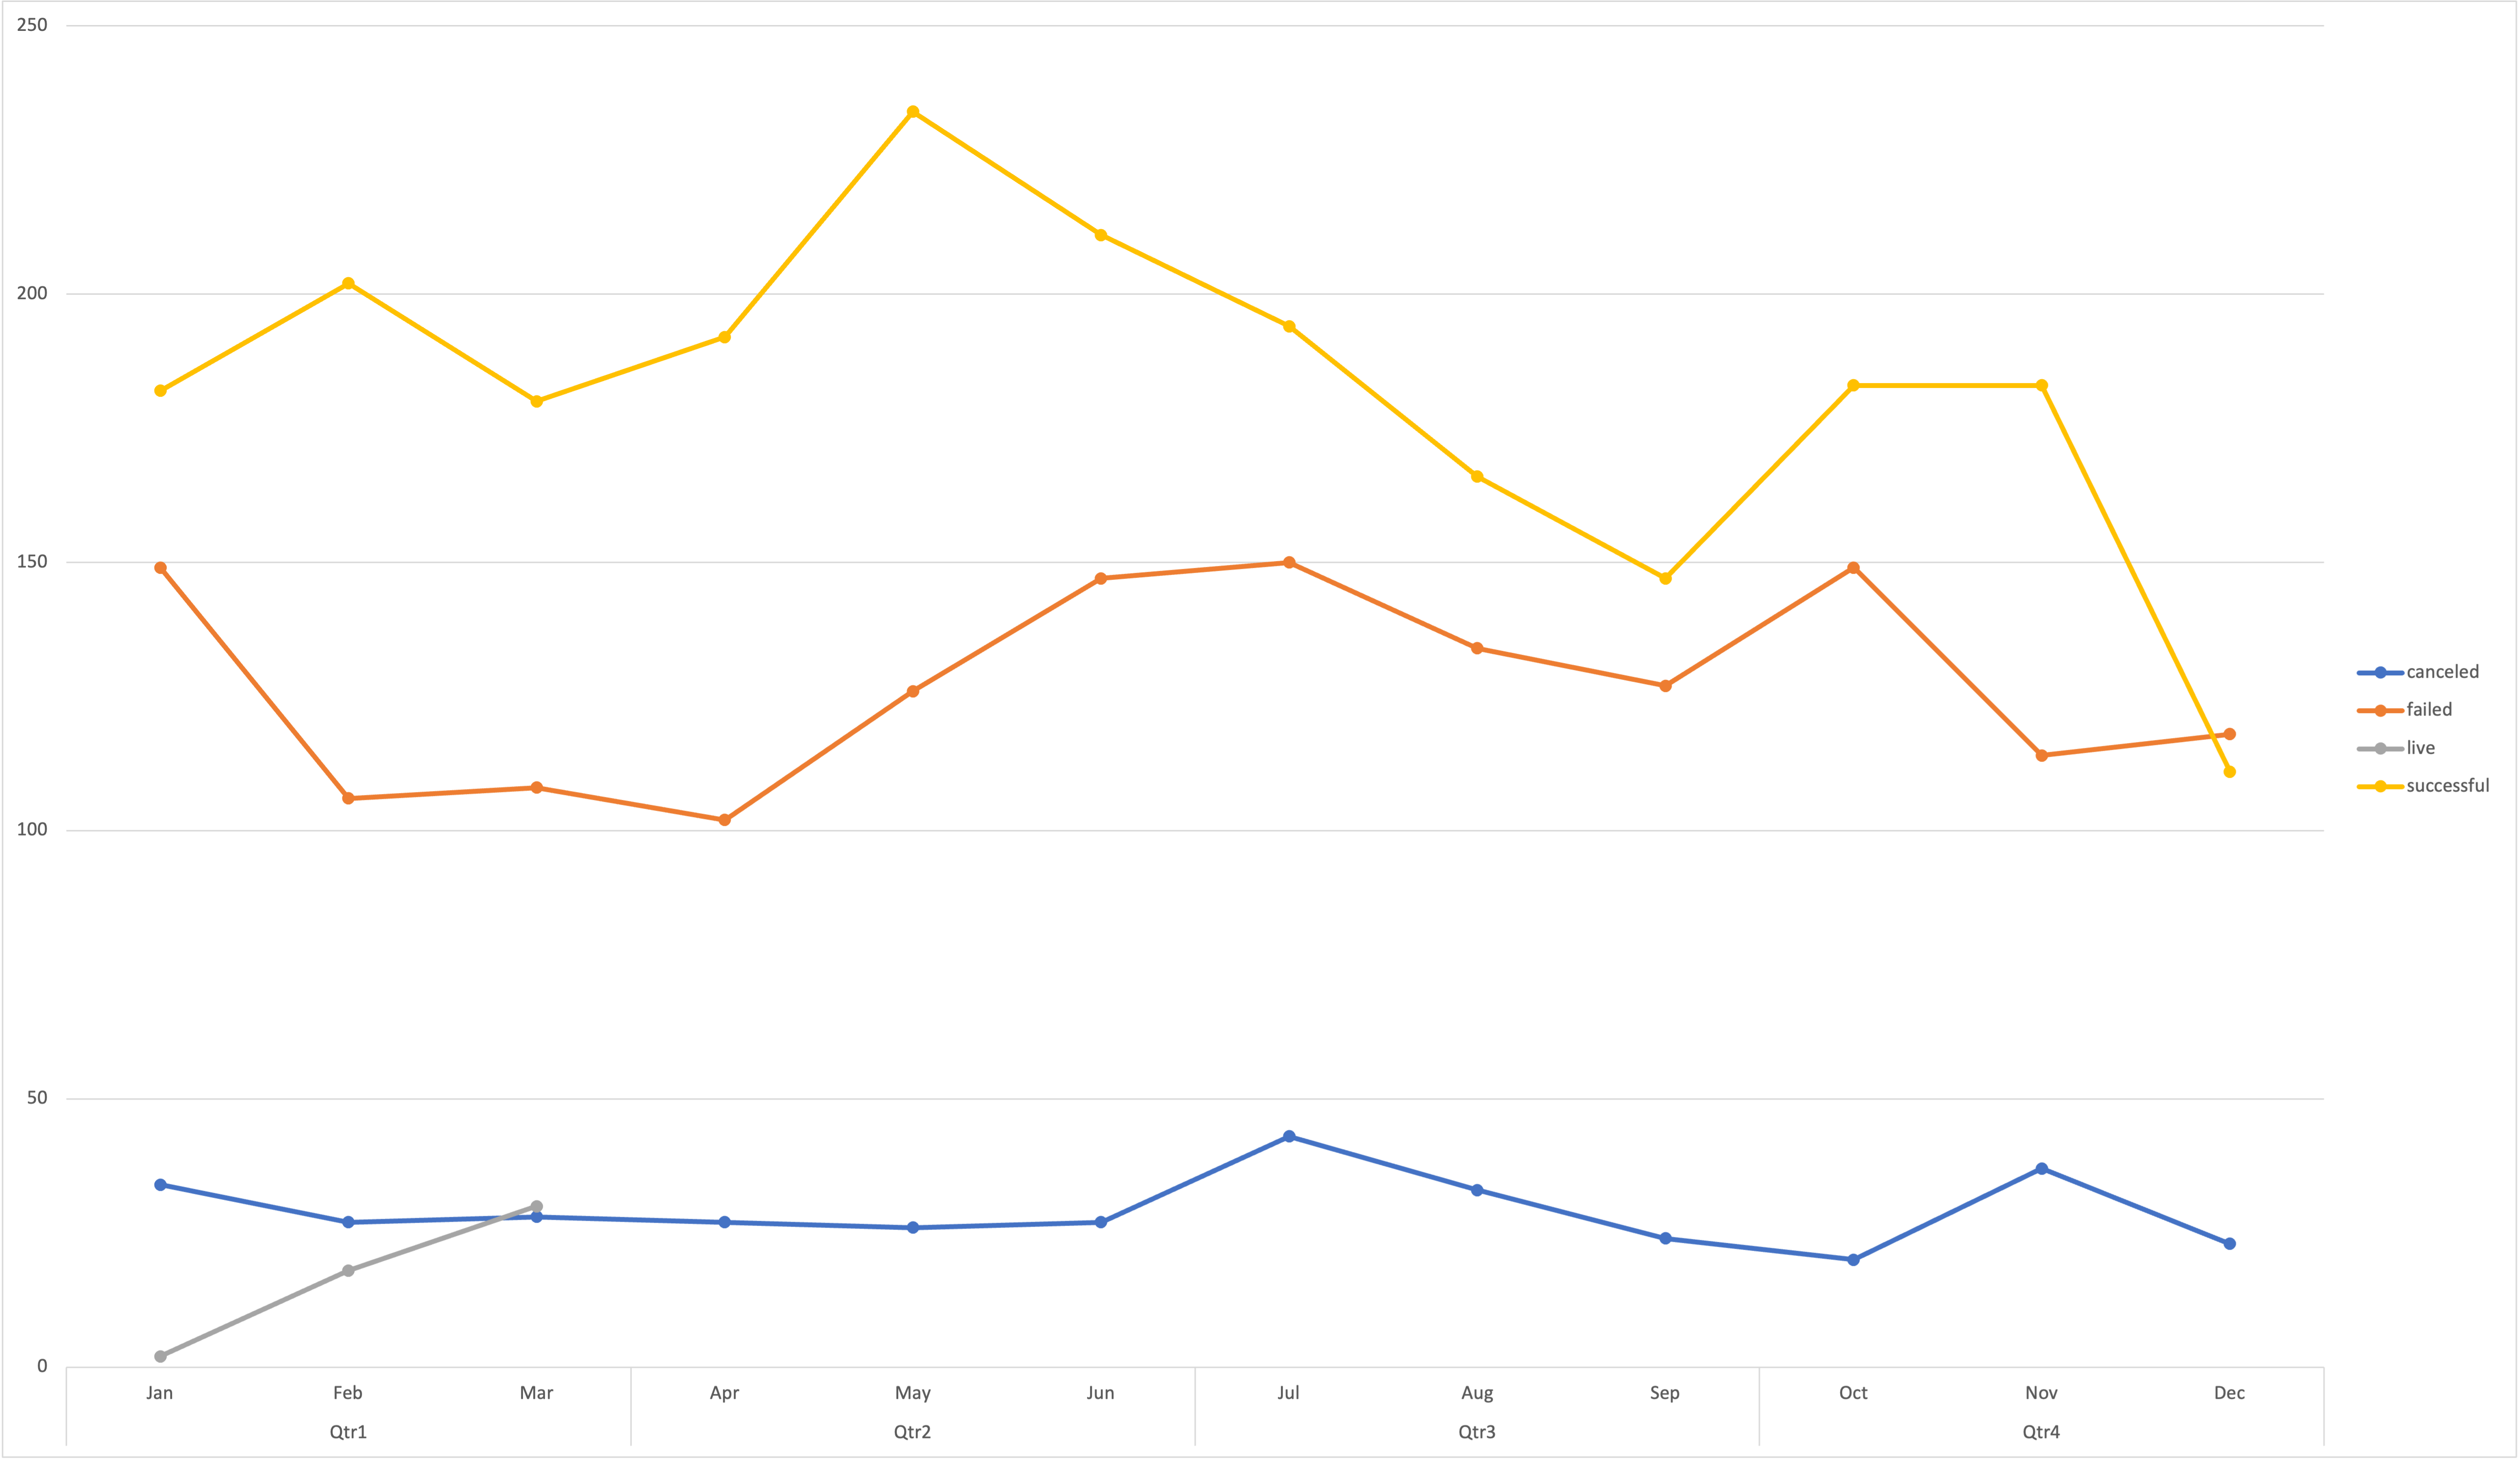 250
200
150
100
50
0
Jan Feb Mar Apr May Jun Jul Aug Sep Oct Nov Dec
Qtr1 Qtr2 Qtr3 Qtr4
canceled
failed
live
successful